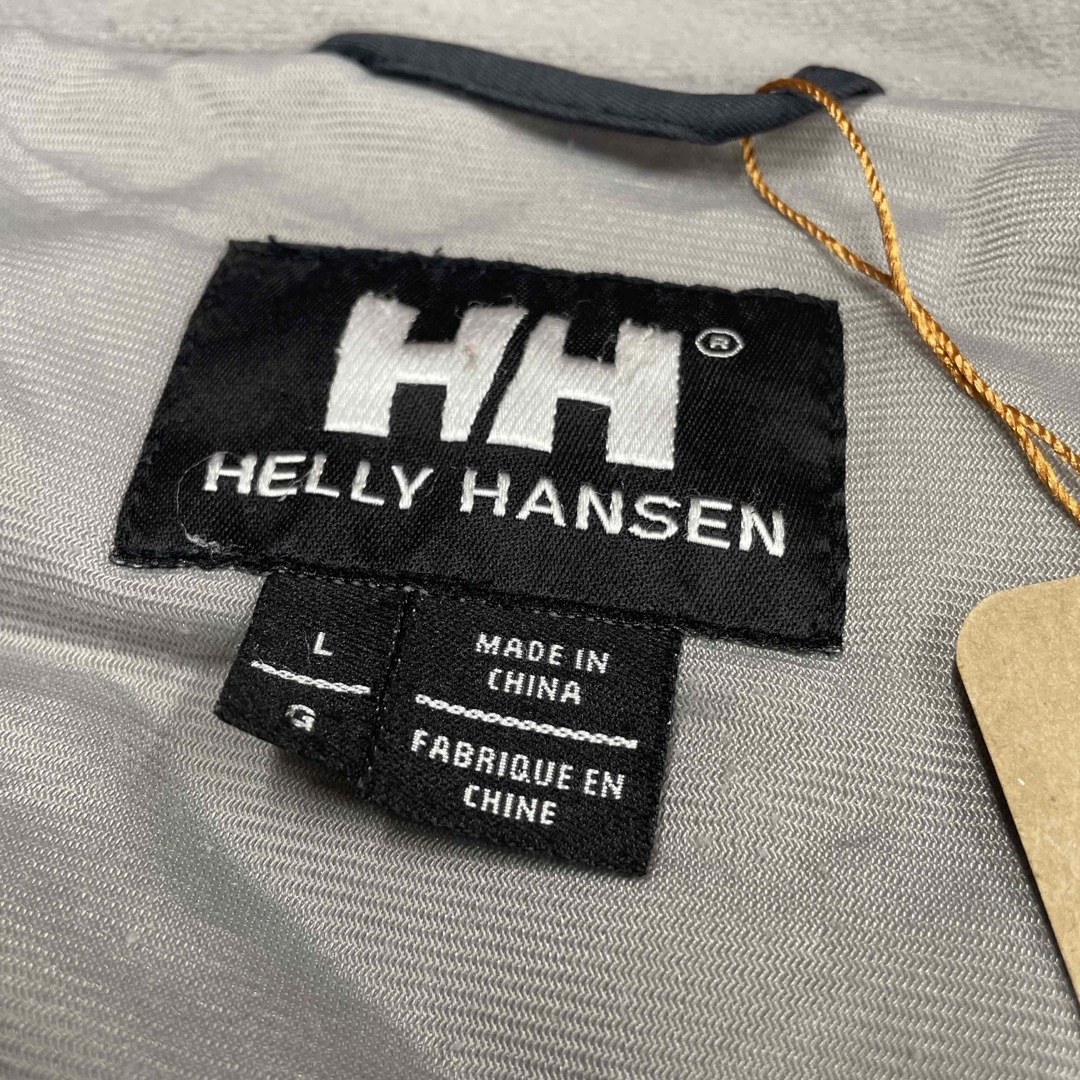 HH®
HELLY HANSEN
L
G
MADE IN
CHINA
FABRIQUE EN
CHINE